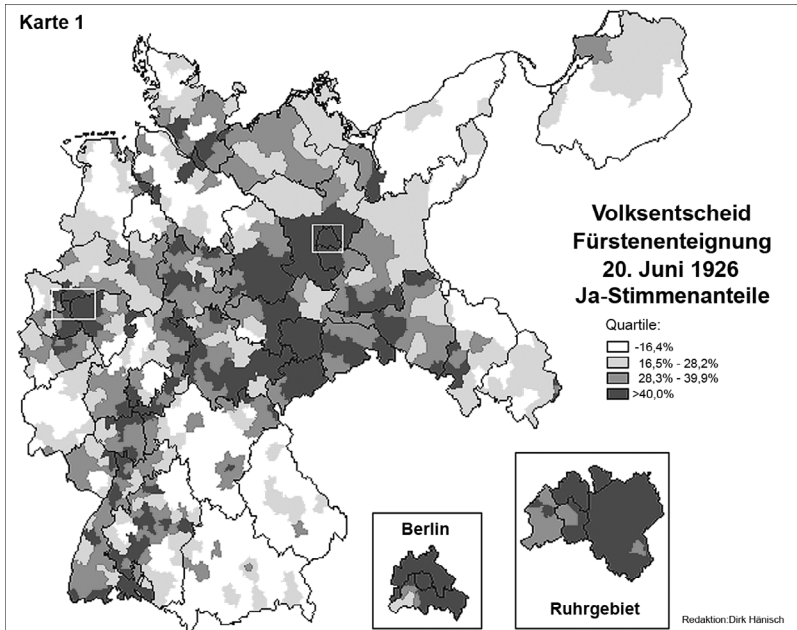 Karte 1
Volksentscheid
Fürstenenteignung
20. Juni 1926
Ja-Stimmenanteile
Quartile:
-16,4%
16,5% - 28,2%
28,3% - 39,9%
>40,0%
Berlin
Ruhrgebiet
Redaktion:Dirk Hänisch